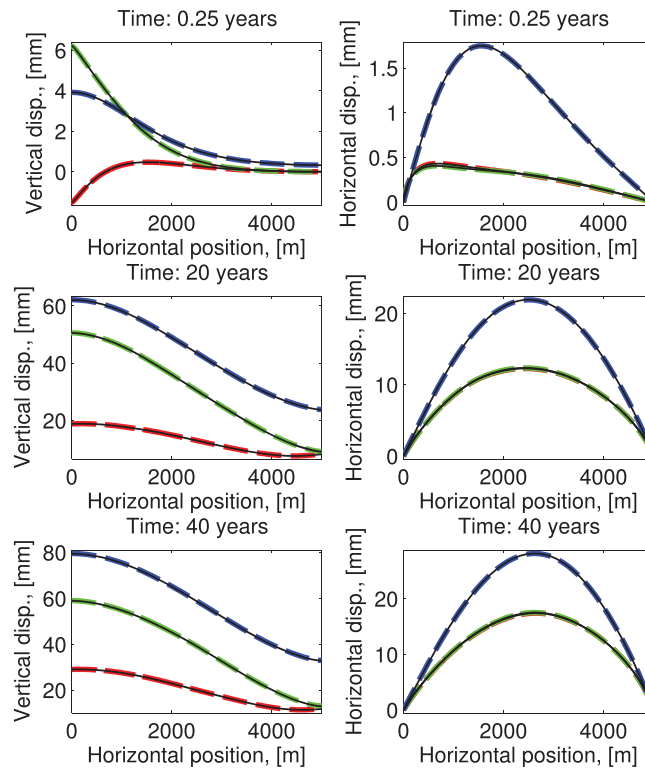 Time: 0.25 years
Vertical disp., [mm]
6
4
2
0
0 2000 4000
Horizontal position, [m]
Time: 0.25 years
Horizontal disp., [mm]
1.5
1
0.5
0
0 2000 4000
Horizontal position, [m]
Time: 20 years
Vertical disp., [mm]
60
40
20
0 2000 4000
Horizontal position, [m]
Time: 20 years
Horizontal disp., [mm]
20
10
0
0 2000 4000
Horizontal position, [m]
Time: 40 years
Vertical disp., [mm]
80
60
40
20
0 2000 4000
Horizontal position, [m]
Time: 40 years
Horizontal disp., [mm]
20
10
0
0 2000 4000
Horizontal position, [m]